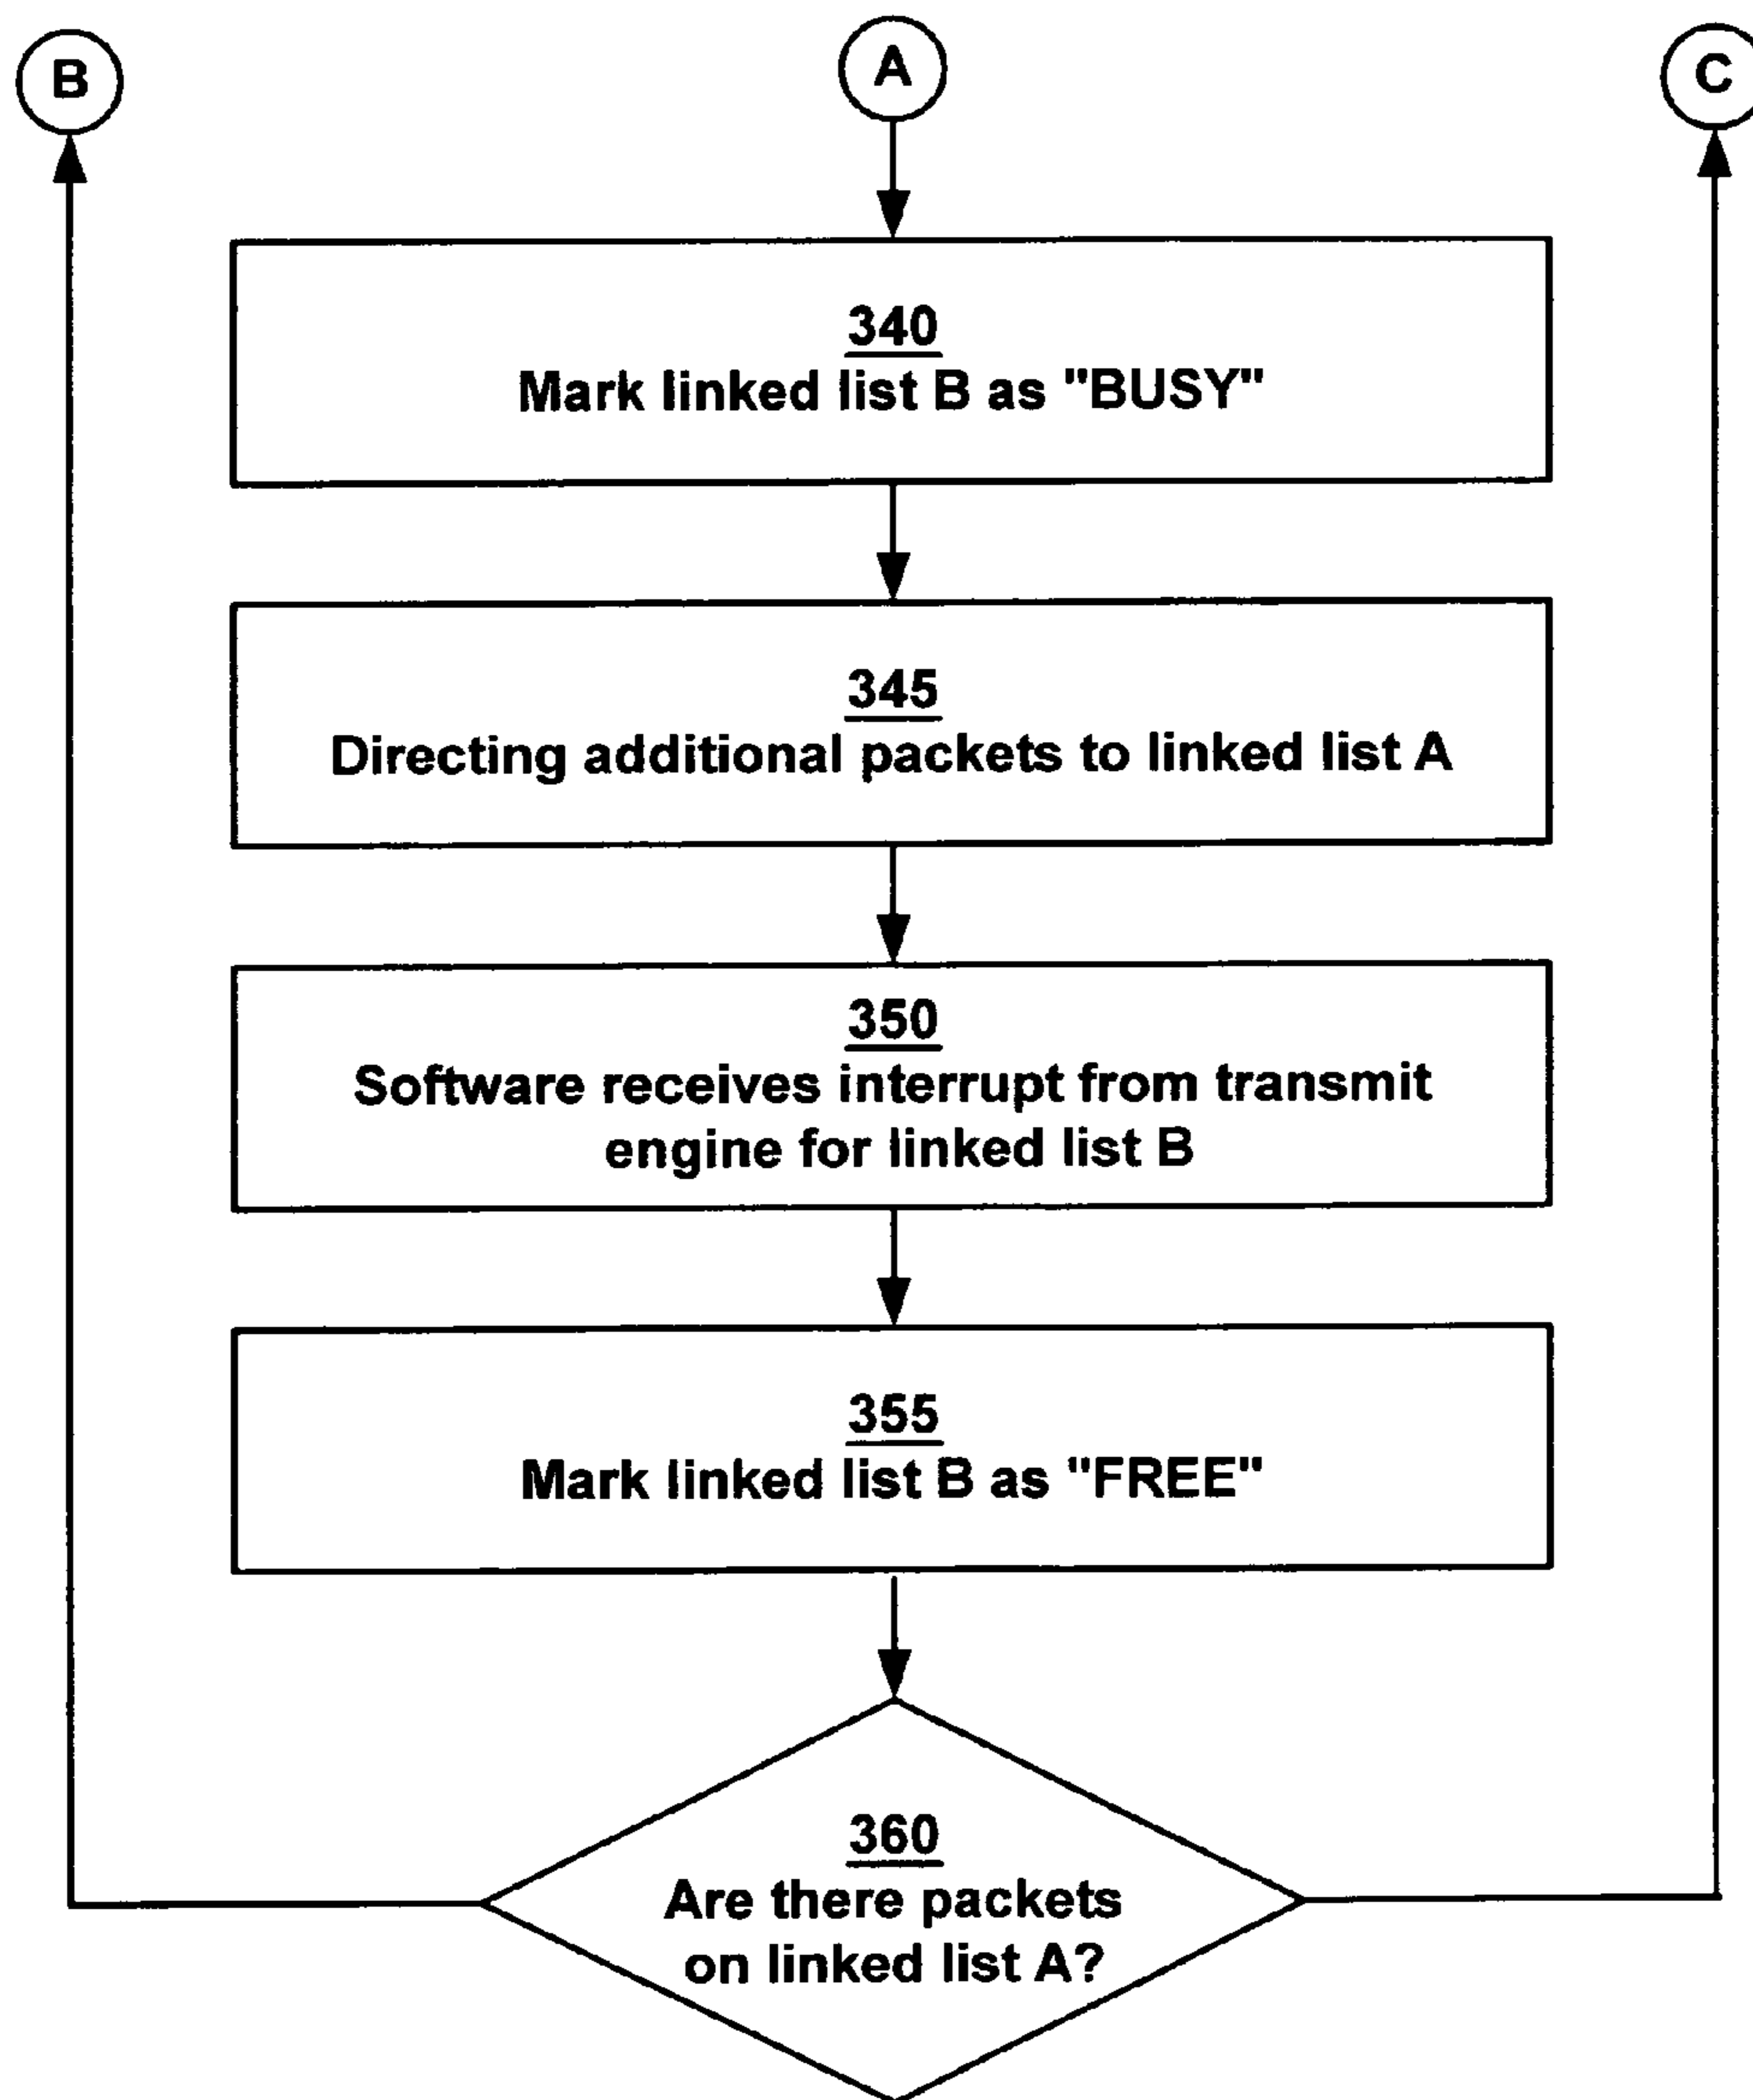 B
A
C
340
Mark linked list B as "BUSY"
345
Directing additional packets to linked list A
350
Software receives interrupt from transmit
engine for linked list B
355
Mark linked list B as "FREE"
360
Are there packets
on linked list A?